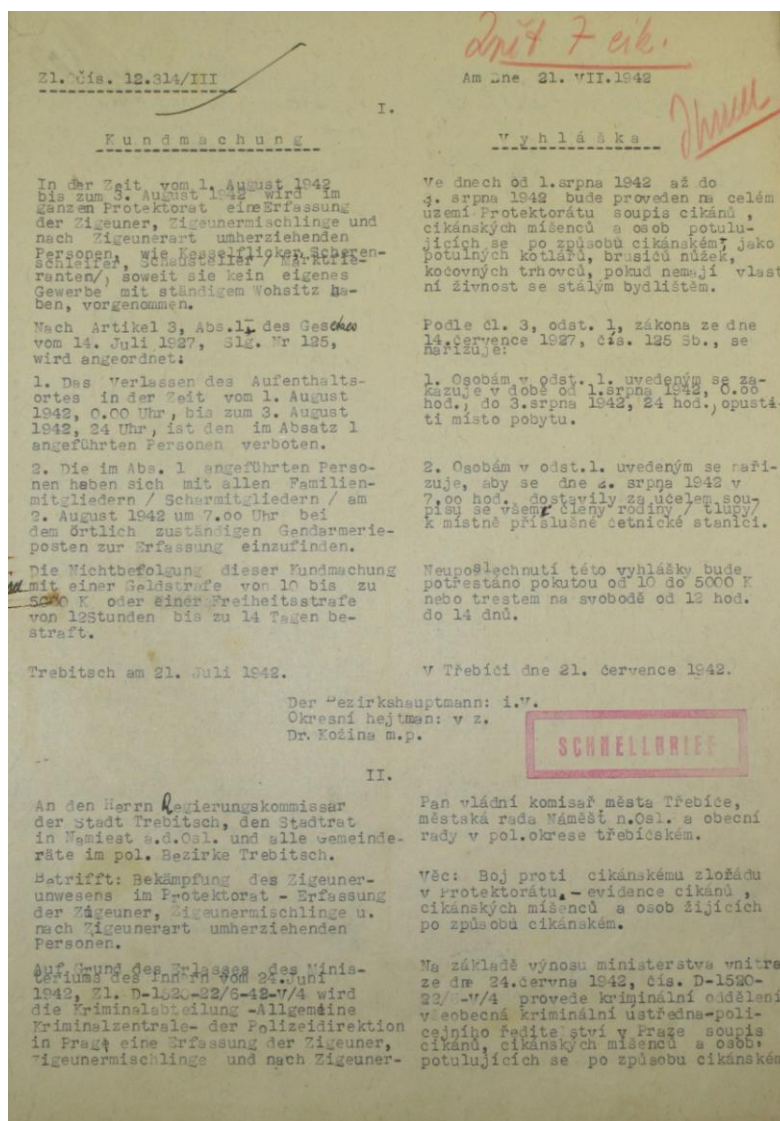 7 cik.
Zl.čís. 12.314/III
Am Dne 21. VII.1942
I.
Kundmachung
In der Zeit vom 1. August 1942
bis zum 3. August 1942 wird im
ganzen Protektorat eine Erfassung
der Zigeuner, Zigeunermischlinge und
nach Zigeunerart umherziehenden
Personen, wie Kesselflicker, Scheren-
schleifer, Schausteller / Marktfie-
ranten/, soweit sie kein eigenes
Gewerbe mit ständigem Wohsitz ha-
ben, vorgenommen.
Nach Artikel 3, Abs.1, des Gesetzes
vom 14. Juli 1927, Slg. Nr 125,
wird angeordnet:
1. Das Verlassen des Aufenthalts-
ortes in der Zeit vom 1. August
1942, 0.00 Uhr, bis zum 3. August
1942, 24 Uhr, ist den im Absatz 1
angeführten Personen verboten.
2. Die im Abs. 1 angeführten Perso-
nen haben sich mit allen Familien-
mitgliedern / Scharmitgliedern / am
2. August 1942 um 7.oo Uhr bei
dem örtlich zuständigen Gendarmerie-
posten zur Erfassung einzufinden.
Die Nichtbefolgung dieser Kundmachung
mit einer Geldstrafe von 10 bis zu
5000 K oder einer Freiheitsstrafe
von 12Stunden bis zu 14 Tagen be-
straft.
Trebitsch am 21. Juli 1942.
Vyhláška
Ve dnech od 1.srpna 1942 až do
3. srpna 1942 bude proveden na celém
území Protektorátu soupis cikánů ,
cikánských míšenců a osob potulu-
jících se po způsobu cikánském, jako
potulných kotlářů, brusičů nůžek,
kočovných trhovců, pokud nemají vlast
ní živnost se stálým bydlištěm.
Podle čl. 3, odst. 1, zákona ze dne
14.července 1927, čís. 125 Sb., se
nařizuje:
1. Osobám v odst. 1. uvedeným se za-
kazuje v době od 1.srpna 1942, 0.oo
hod., do 3.srpna 1942, 24 hod., opusti-
ti místo pobytu.
2. Osobám v odst.1. uvedeným se naři-
zuje, aby se dne 2. srpna 1942 v
7,oo hod. dostavily za účelem sou-
pisu se všemi členy rodiny / tlupy/
k místně příslušné četnické stanici.
Neuposlechnutí této vyhlášky bude
potřestáno pokutou od 10 do 5000 K
nebo trestem na svobodě od 12 hod.
do 14 dnů.
V Třebíči dne 21. července 1942.
Der Bezirkshauptmann: i.V.
Okresní hejtman: v z.
Dr. Kožina m.p.
SCHNELLBRIEF
II.
An den Herrn Regierungskommissar
der Stadt Trebitsch, den Stadtrat
in Namiest a.d.Osl. und alle Gemeinde-
räte im pol. Bezirke Trebitsch.
Betrifft: Bekämpfung des Zigeuner-
unwesens im Protektorat - Erfassung
der Zigeuner, Zigeunermischlinge u.
nach Zigeunerart umherziehenden
Personen.
Auf Grund des Erlasses des Minis-
teriums des Innern vom 24.Juni
1942, Zl. D-1520-22/6-42-V/4 wird
die Kriminalabteilung -Allgemeine
Kriminalzentrale- der Polizeidirektion
in Prag eine Erfassung der Zigeuner,
Zigeunermischlinge und nach Zigeuner-
Pan vládní komisař města Třebíče,
městská rada Náměšt n.Osl. a obecní
rady v pol.okrese třebíčském.
Věc: Boj proti cikánskému zlořádu
v Protektorátu, - evidence cikánů ,
cikánských míšenců a osob žijících
po způsobu cikánském.
Na základě výnosu ministerstva vnitra
ze dne 24.června 1942, čís. D-1520-
22/6-V/4 provede kriminální oddělení
všeobecná kriminální ústředna-poli-
cejního ředitelství v Praze soupis
cikánů, cikánských míšenců a osob
potulujících se po způsobu cikánském